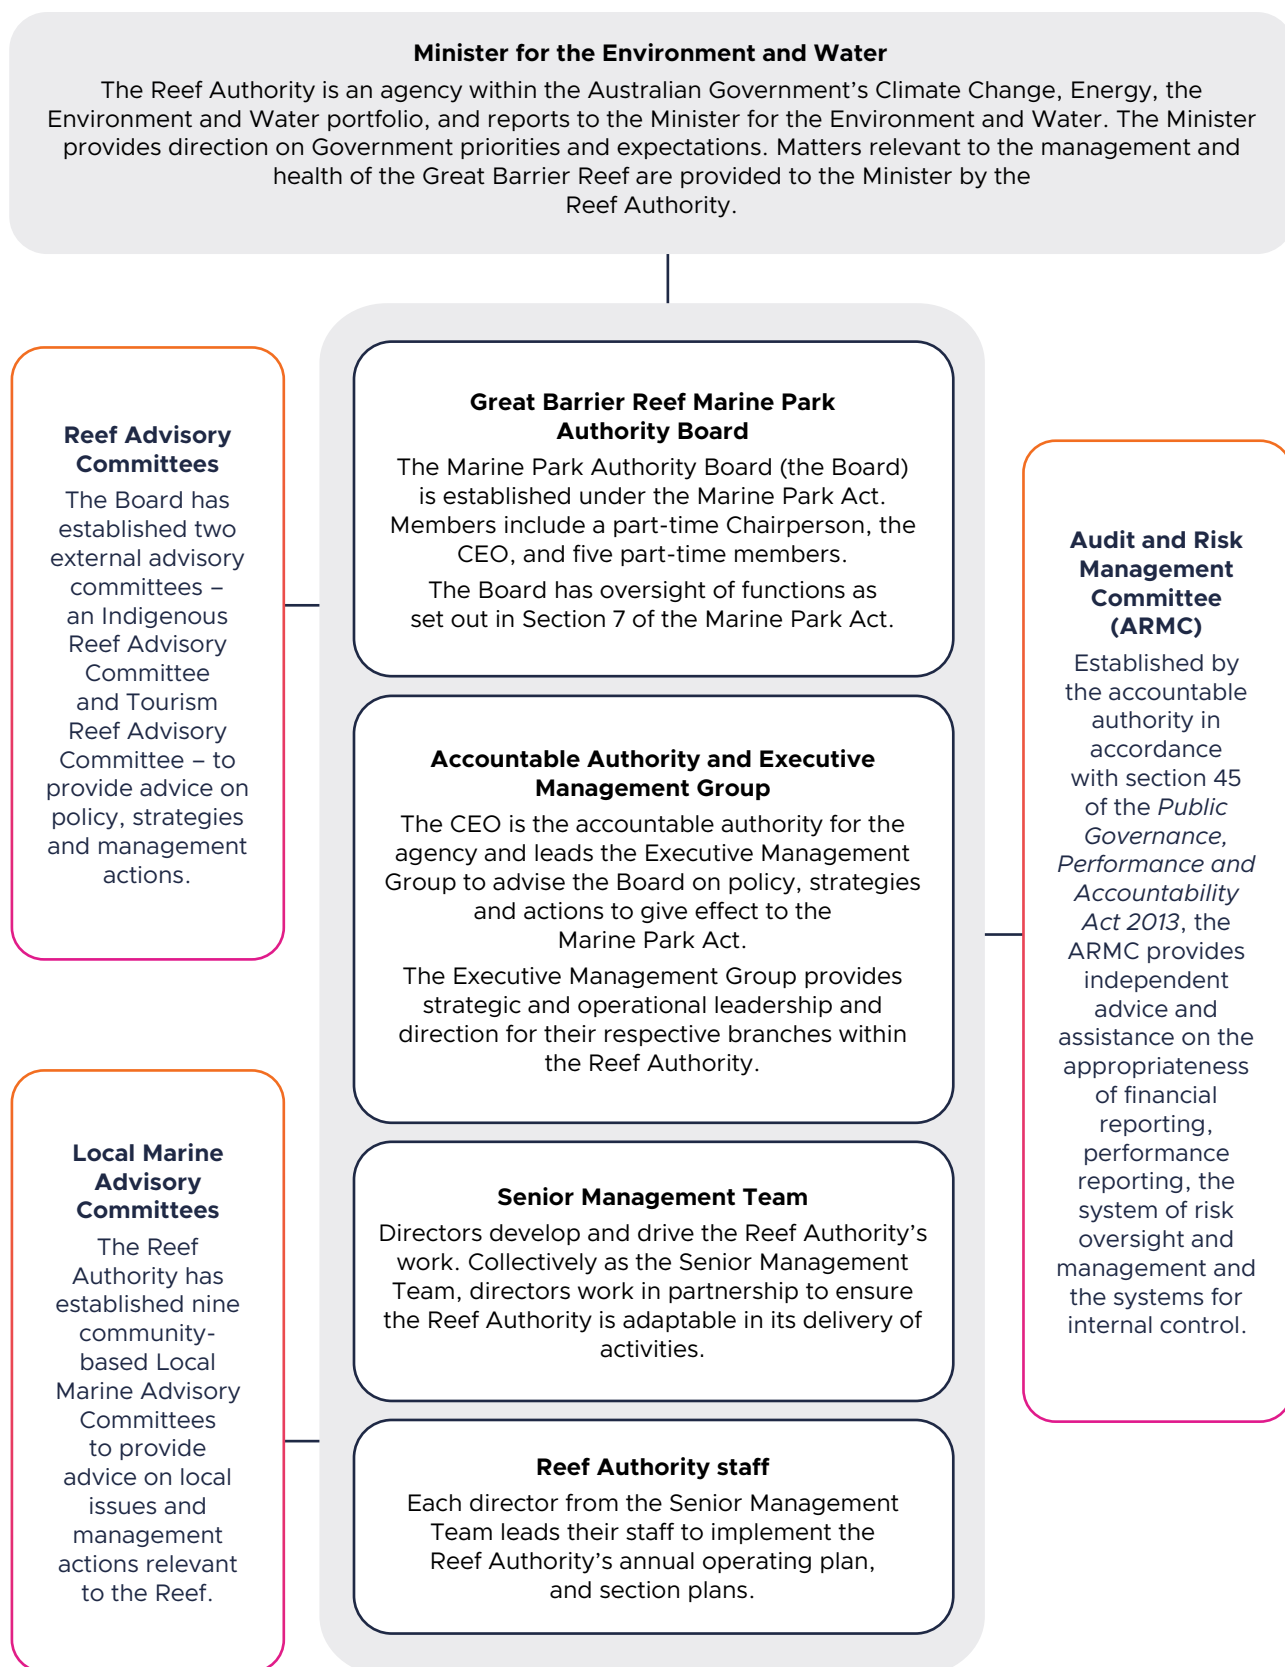 Minister for the Environment and Water
The Reef Authority is an agency within the Australian Government’s Climate Change, Energy, the
Environment and Water portfolio, and reports to the Minister for the Environment and Water. The Minister
provides direction on Government priorities and expectations. Matters relevant to the management and
health of the Great Barrier Reef are provided to the Minister by the
Reef Authority.
Reef Advisory
Committees
The Board has
established two
external advisory
committees –
an Indigenous
Reef Advisory
Committee
and Tourism
Reef Advisory
Committee – to
provide advice on
policy, strategies
and management
actions.
Local Marine
Advisory
Committees
The Reef
Authority has
established nine
community-
based Local
Marine Advisory
Committees
to provide
advice on local
issues and
management
actions relevant
to the Reef.
Great Barrier Reef Marine Park
Authority Board
The Marine Park Authority Board (the Board)
is established under the Marine Park Act.
Members include a part-time Chairperson, the
CEO, and five part-time members.
The Board has oversight of functions as
set out in Section 7 of the Marine Park Act.
Accountable Authority and Executive
Management Group
The CEO is the accountable authority for the
agency and leads the Executive Management
Group to advise the Board on policy, strategies
and actions to give effect to the
Marine Park Act.
The Executive Management Group provides
strategic and operational leadership and
direction for their respective branches within
the Reef Authority.
Senior Management Team
Directors develop and drive the Reef Authority’s
work. Collectively as the Senior Management
Team, directors work in partnership to ensure
the Reef Authority is adaptable in its delivery of
activities.
Reef Authority staff
Each director from the Senior Management
Team leads their staff to implement the
Reef Authority’s annual operating plan,
and section plans.
Audit and Risk
Management
Committee
(ARMC)
Established by
the accountable
authority in
accordance
with section 45
of the Public
Governance,
Performance and
Accountability
Act 2013, the
ARMC provides
independent
advice and
assistance on the
appropriateness
of financial
reporting,
performance
reporting, the
system of risk
oversight and
management and
the systems for
internal control.